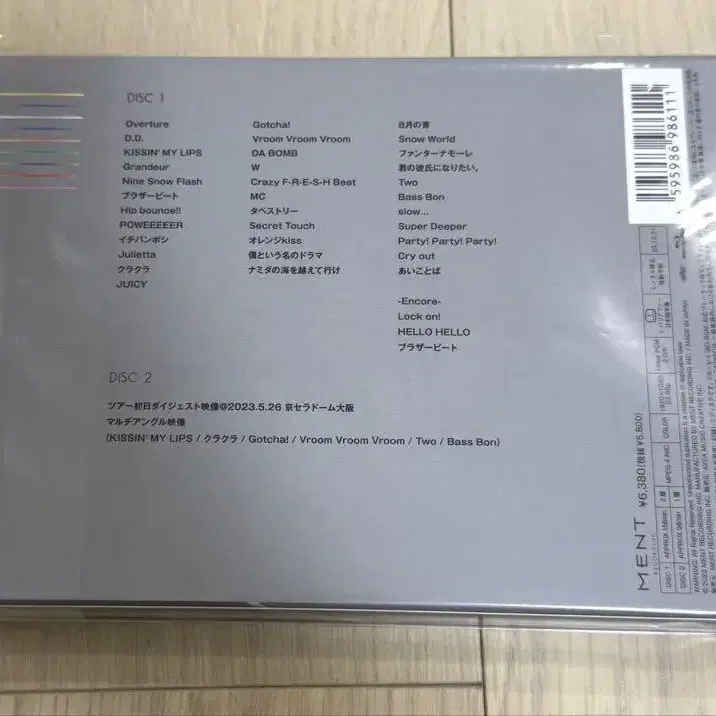 DISC 1
Overture
D.D.
KISSIN' MY LIPS
Grandeur
Nine Snow Flash
ブラザービート
Hip bounce!!
POWEEEEER
イチバンボシ
Julietta
クラクラ
JUICY
Gotcha!
Vroom Vroom Vroom
DA BOMB
W
Crazy F-R-E-S-H Beat
MC
タペストリー
Secret Touch
オレンジkiss
僕という名のドラマ
ナミダの海を越えて行け
8月の青
Snow World
ファンターナモーレ
君の彼氏になりたい。
Two
Bass Bon
slow...
Super Deeper
Party! Party! Party!
Cry out
あいことば
-Encore-
Lock on!
HELLO HELLO
ブラザービート
DISC 2
ツアー初日ダイジェスト映像@2023.5.26 京セラドーム大阪
マルチアングル映像
(KISSIN' MY LIPS / クラクラ / Gotcha! / Vroom Vroom Vroom / Two / Bass Bon)
595986 986111
MENT
RECORDING
¥6,380(税抜¥5,800)
DISC 1
DISC 2
MPEG-4 AVC
COLOR